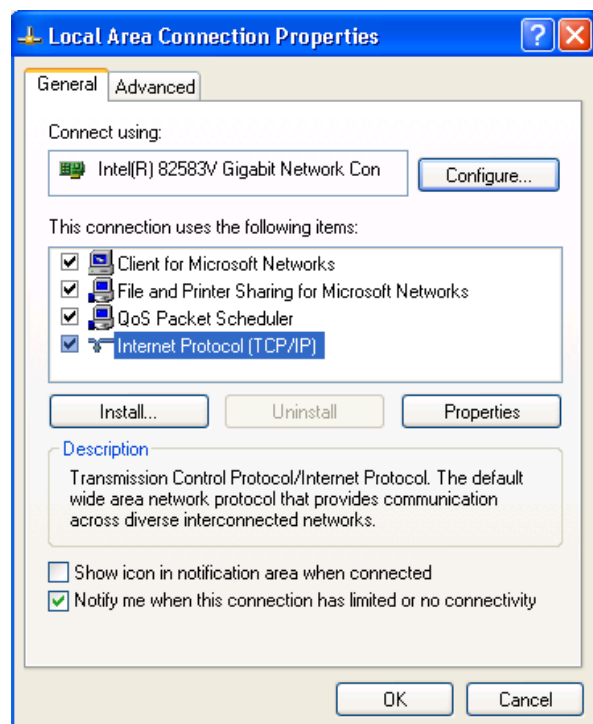 Local Area Connection Properties
General Advanced
Connect using:
Intel(R) 82583V Gigabit Network Con
Configure...
This connection uses the following items:
Client for Microsoft Networks
File and Printer Sharing for Microsoft Networks
QoS Packet Scheduler
Internet Protocol (TCP/IP)
Install... Uninstall Properties
Description
Transmission Control Protocol/Internet Protocol. The default
wide area network protocol that provides communication
across diverse interconnected networks.
Show icon in notification area when connected
Notify me when this connection has limited or no connectivity
OK Cancel